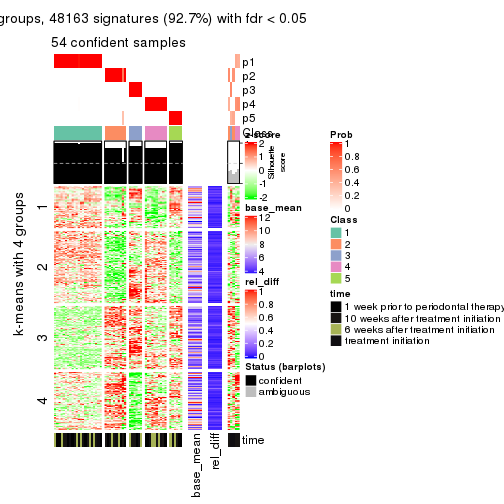 groups, 48163 signatures (92.7%) with fdr < 0.05
54 confident samples
p1
p2
p3
p4
p5
Class
Silhouette
score
k-means with 4 groups
1
2
3
4
time
base_mean
rel_diff
z-score
2
1
0
-1
-2
base_mean
12
10
8
6
4
rel_diff
1
0.8
0.6
0.4
0.2
0
Status (barplots)
confident
ambiguous
Prob
1
0.8
0.6
0.4
0.2
0
Class
1
2
3
4
5
time
1 week prior to periodontal therapy
10 weeks after treatment initiation
6 weeks after treatment initiation
treatment initiation